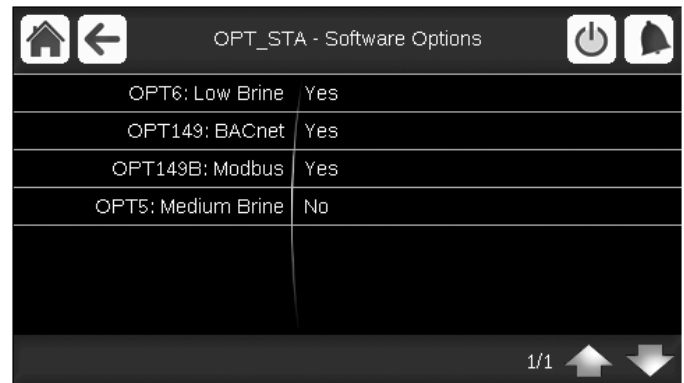 OPT_STA - Software Options
OPT6: Low Brine Yes
OPT149: BACnet Yes
OPT149B: Modbus Yes
OPT5: Medium Brine No
1/1